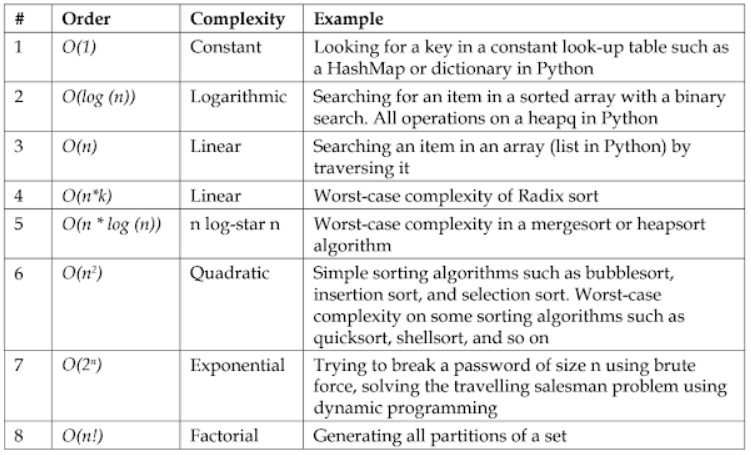 # Order Complexity Example
1 O(1) Constant Looking for a key in a constant look-up table such as
a HashMap or dictionary in Python
2 O(log (n)) Logarithmic Searching for an item in a sorted array with a binary
search. All operations on a heapq in Python
3 O(n) Linear Searching an item in an array (list in Python) by
traversing it
4 O(n*k) Linear Worst-case complexity of Radix sort
5 O(n * log (n)) n log-star n Worst-case complexity in a mergesort or heapsort
algorithm
6 O(n²) Quadratic Simple sorting algorithms such as bubblesort,
insertion sort, and selection sort. Worst-case
complexity on some sorting algorithms such as
quicksort, shellsort, and so on
7 O(2ⁿ) Exponential Trying to break a password of size n using brute
force, solving the travelling salesman problem using
dynamic programming
8 O(n!) Factorial Generating all partitions of a set